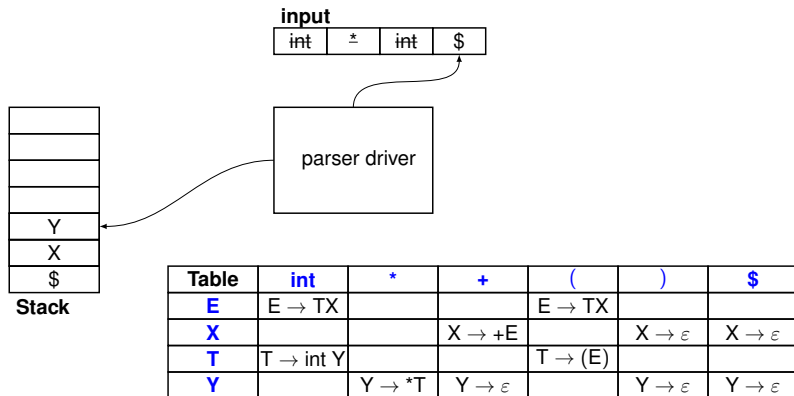 input
int * int $
parser driver
Y
X
$
Stack
Table int * + ( ) $
E E → TX E → TX
X X → +E X → ε X → ε
T T → int Y T → (E)
Y Y → *T Y → ε Y → ε Y → ε